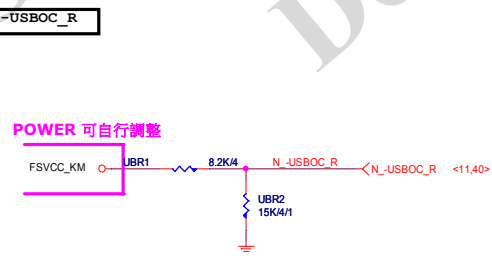 -USBOC_R
POWER 可自行調整
FSVCC_KM
UBR1
8.2K/4
N_-USBOC_R
N_-USBOC_R <11,40>
UBR2
15K/4/1